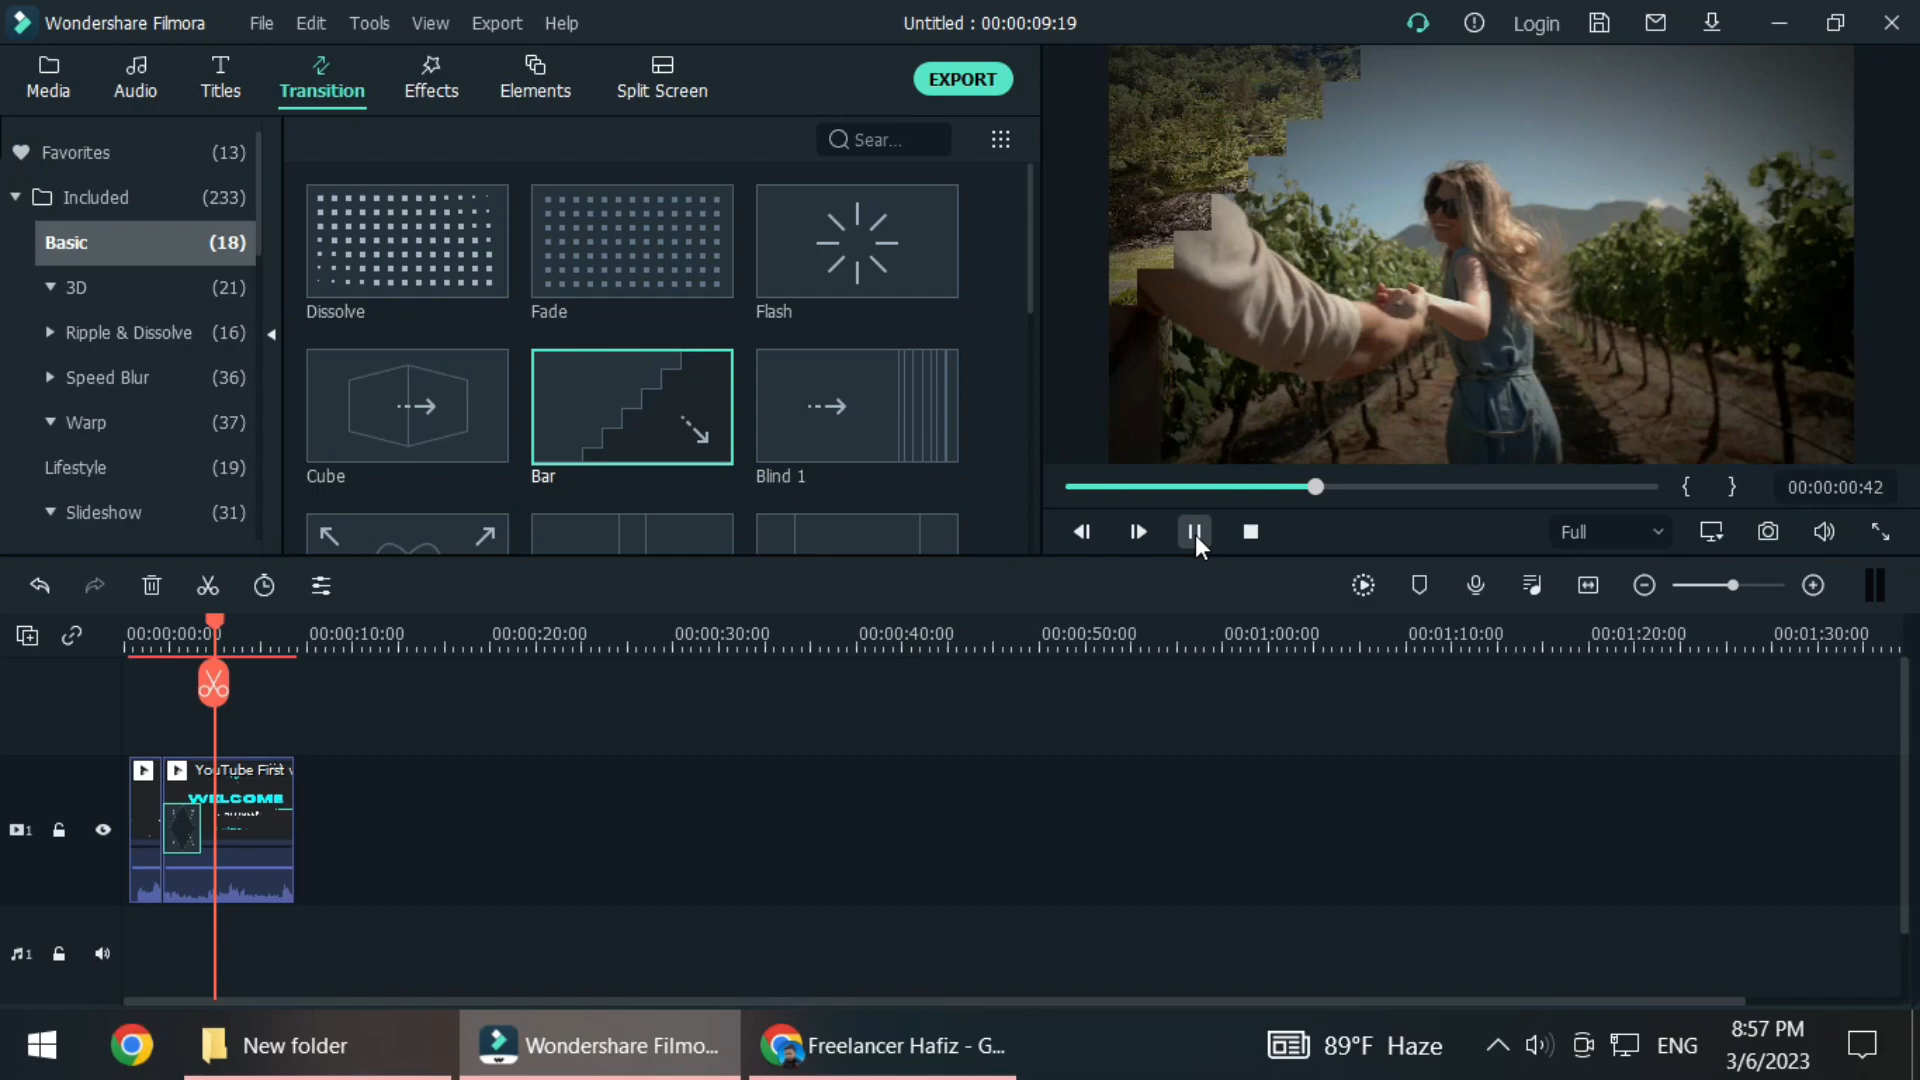 Wondershare Filmora File Edit Tools View Export Help Untitled : 00:00:09:19 Login
Media Audio Titles Transition Effects Elements Split Screen EXPORT
Favorites (13) Sear...
Included (233)
Basic (18)
3D (21)
Ripple & Dissolve (16)
Speed Blur (36)
Warp (37)
Lifestyle (19)
Slideshow (31)
Dissolve Fade Flash
Cube Bar Blind 1
{ } 00:00:00:42
Full
00:00:00:00 00:00:10:00 00:00:20:00 00:00:30:00 00:00:40:00 00:00:50:00 00:01:00:00 00:01:10:00 00:01:20:00 00:01:30:00
YouTube First v
WELCOME
1
1
New folder Wondershare Filmo... Freelancer Hafiz - G... 89°F Haze ENG 8:57 PM
3/6/2023